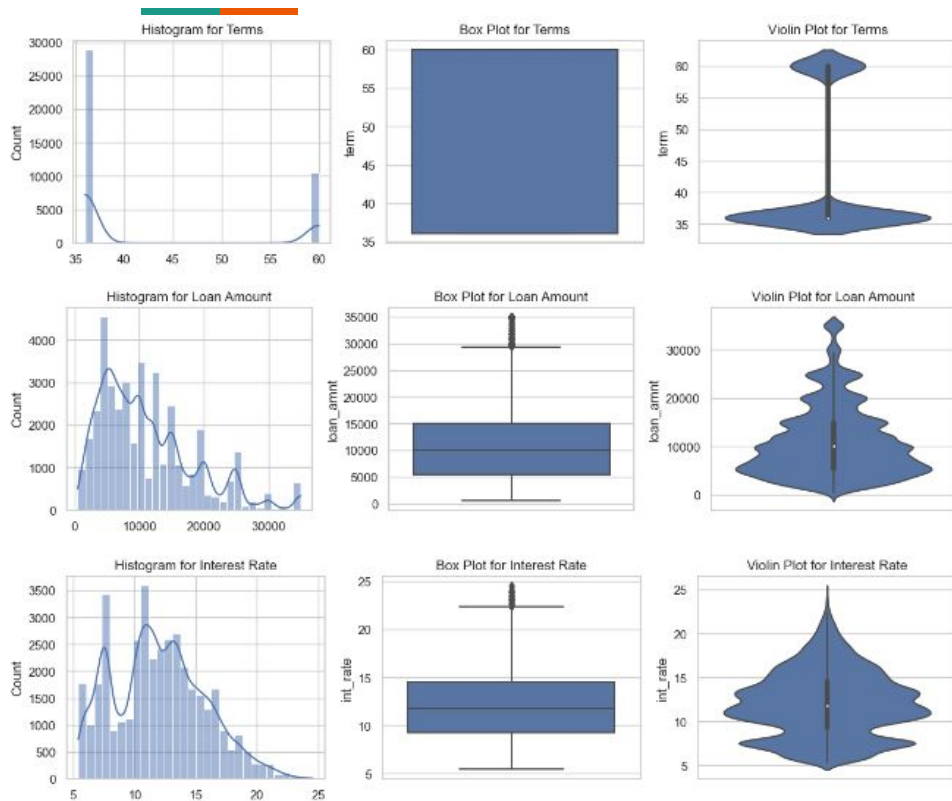 Histogram for Terms
30000
25000
20000
15000
10000
5000
0
Count
35 40 45 50 55 60
Box Plot for Terms
60
55
50
45
40
35
term
Violin Plot for Terms
60
55
50
45
40
35
term
Histogram for Loan Amount
4000
3000
2000
1000
0
Count
0 10000 20000 30000
Box Plot for Loan Amount
35000
30000
25000
20000
15000
10000
5000
0
loan_amnt
Violin Plot for Loan Amount
30000
20000
10000
0
loan_amnt
Histogram for Interest Rate
3500
3000
2500
2000
1500
1000
500
0
Count
5 10 15 20 25
Box Plot for Interest Rate
25
20
15
10
5
int_rate
Violin Plot for Interest Rate
25
20
15
10
5
int_rate